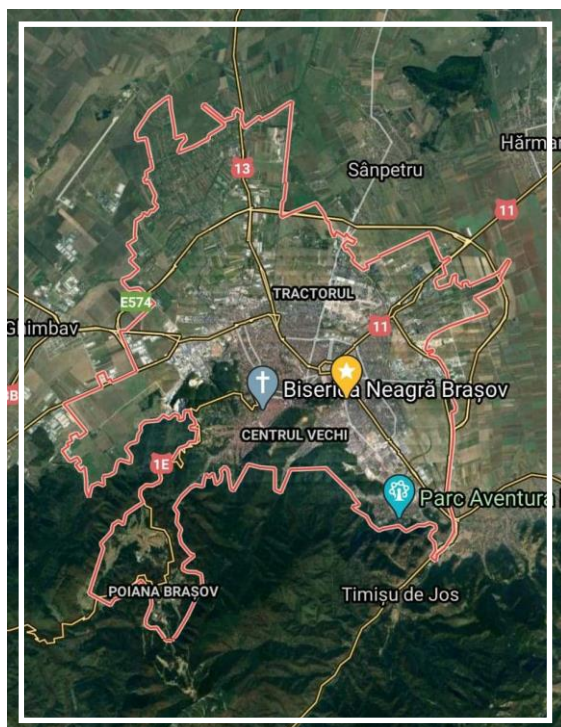 13
Sânpetru
Hărma
11
E574
TRACTORUL
11
Ghimbav
Biserica Neagră Brașov
CENTRUL VECHI
1E
Parc Aventura
POIANA BRAȘOV
Timișu de Jos